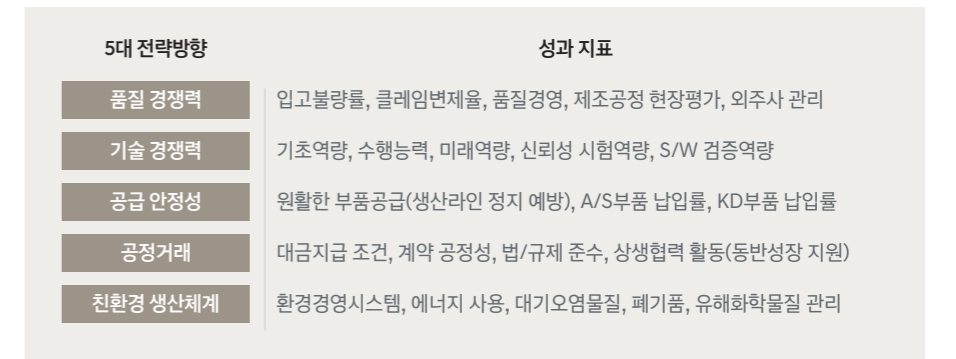 5대 전략방향 성과 지표
품질 경쟁력 입고불량률, 클레임변제율, 품질경영, 제조공정 현장평가, 외주사 관리
기술 경쟁력 기초역량, 수행능력, 미래역량, 신뢰성 시험역량, S/W 검증역량
공급 안정성 원활한 부품공급(생산라인 정지 예방), A/S부품 납입률, KD부품 납입률
공정거래 대금지급 조건, 계약 공정성, 법/규제 준수, 상생협력 활동(동반성장 지원)
친환경 생산체계 환경경영시스템, 에너지 사용, 대기오염물질, 폐기품, 유해화학물질 관리